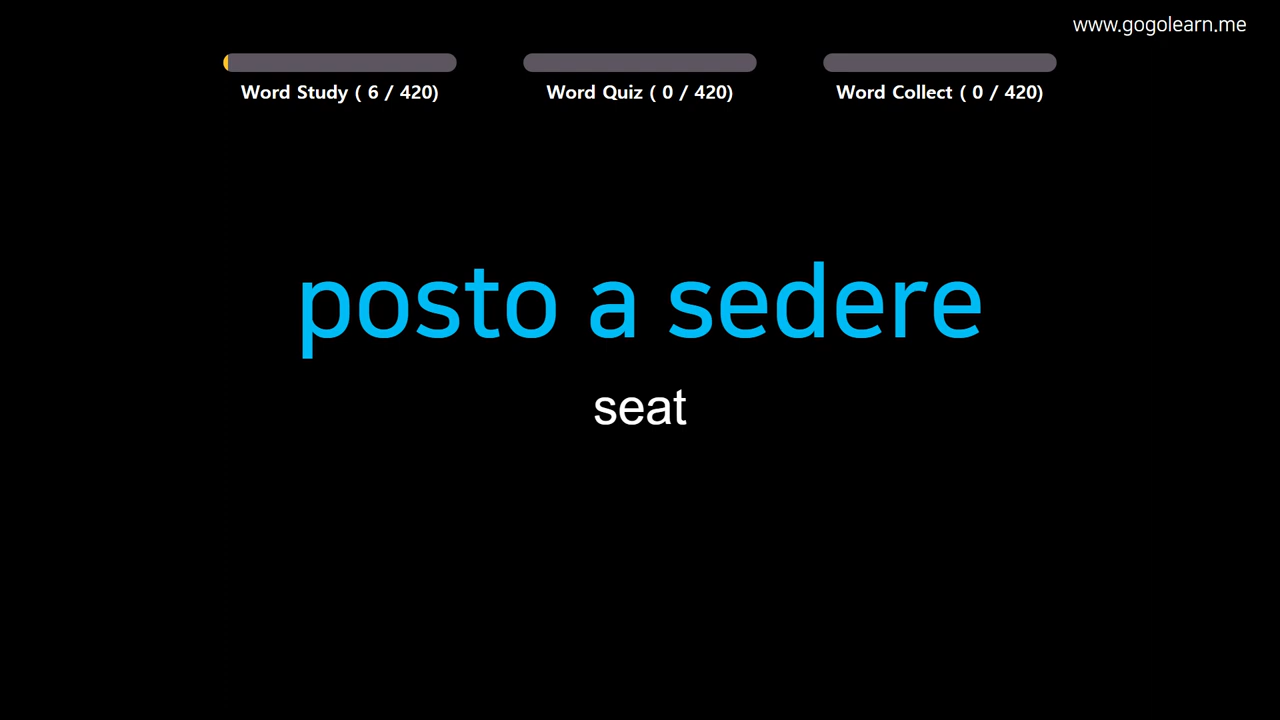 www.gogolearn.me
Word Study ( 6 / 420)
Word Quiz ( 0 / 420)
Word Collect ( 0 / 420)
posto a sedere
seat